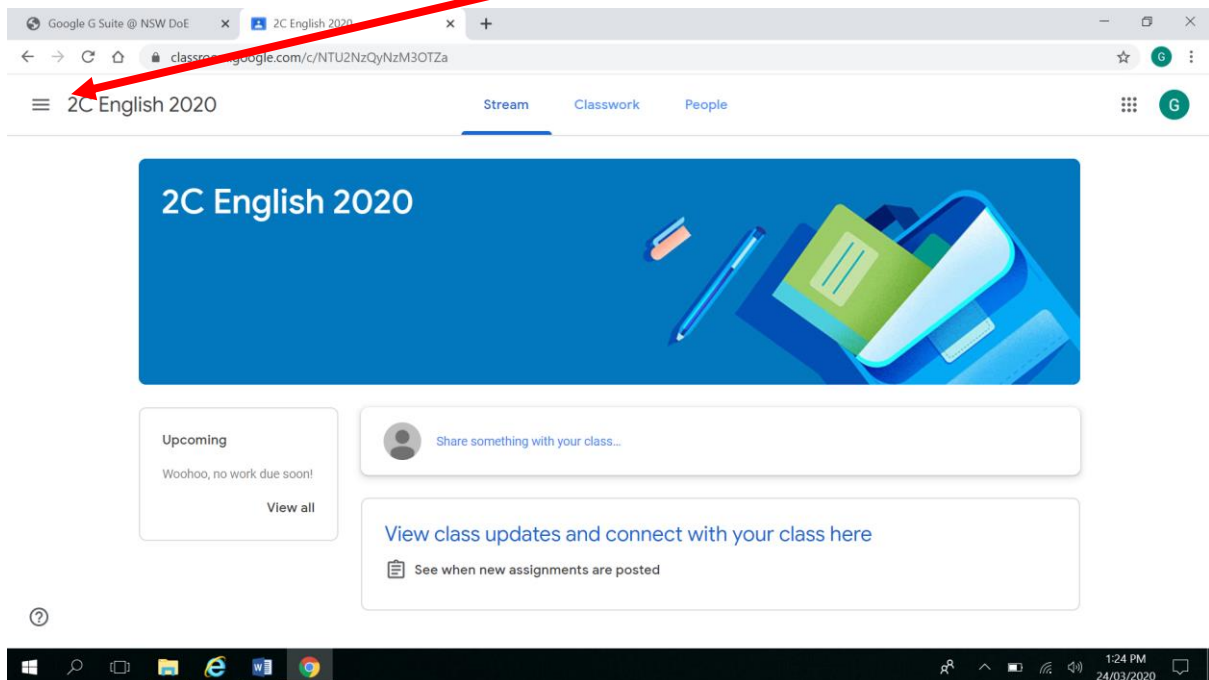 Google G Suite @ NSW DoE
2C English 2020
classroom.google.com/c/NTU2NzQyNzM3OTZa
G
2C English 2020
Stream
Classwork
People
G
2C English 2020
Upcoming
Woohoo, no work due soon!
View all
Share something with your class...
View class updates and connect with your class here
See when new assignments are posted
1:24 PM
24/03/2020